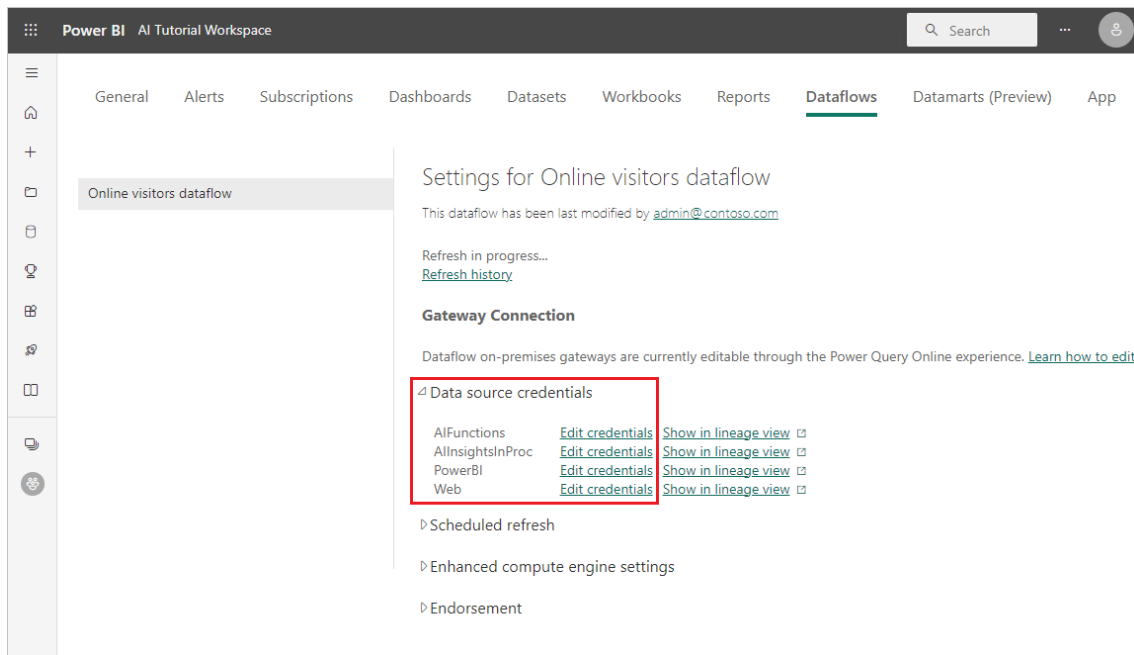 Power BI AI Tutorial Workspace Search ...
General Alerts Subscriptions Dashboards Datasets Workbooks Reports Dataflows Datamarts (Preview) App
Online visitors dataflow
Settings for Online visitors dataflow
This dataflow has been last modified by admin@contoso.com
Refresh in progress...
Refresh history
Gateway Connection
Dataflow on-premises gateways are currently editable through the Power Query Online experience. Learn how to edit
Data source credentials
AIFunctions Edit credentials Show in lineage view
AIInsightsInProc Edit credentials Show in lineage view
PowerBI Edit credentials Show in lineage view
Web Edit credentials Show in lineage view
Scheduled refresh
Enhanced compute engine settings
Endorsement